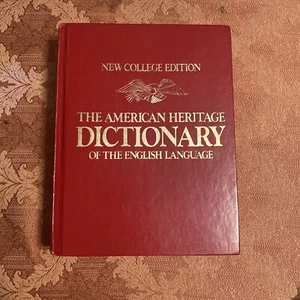 NEW COLLEGE EDITION
THE AMERICAN HERITAGE
DICTIONARY
OF THE ENGLISH LANGUAGE